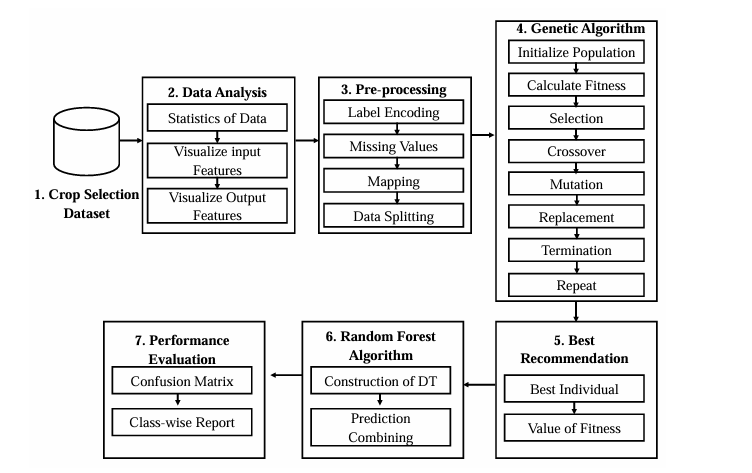 1. Crop Selection
Dataset
2. Data Analysis
Statistics of Data
Visualize input
Features
Visualize Output
Features
3. Pre-processing
Label Encoding
Missing Values
Mapping
Data Splitting
4. Genetic Algorithm
Initialize Population
Calculate Fitness
Selection
Crossover
Mutation
Replacement
Termination
Repeat
5. Best
Recommendation
Best Individual
Value of Fitness
6. Random Forest
Algorithm
Construction of DT
Prediction
Combining
7. Performance
Evaluation
Confusion Matrix
Class-wise Report